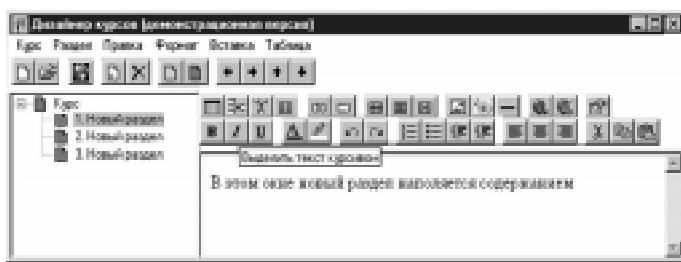 Дизайнер курсов (демонстрационная версия)
Курс Раздел Правка Формат Вставка Таблица
Курс
1. Новый раздел
2. Новый раздел
3. Новый раздел
B I U
Выделить текст курсивом
В этом окне новый раздел наполняется содержанием